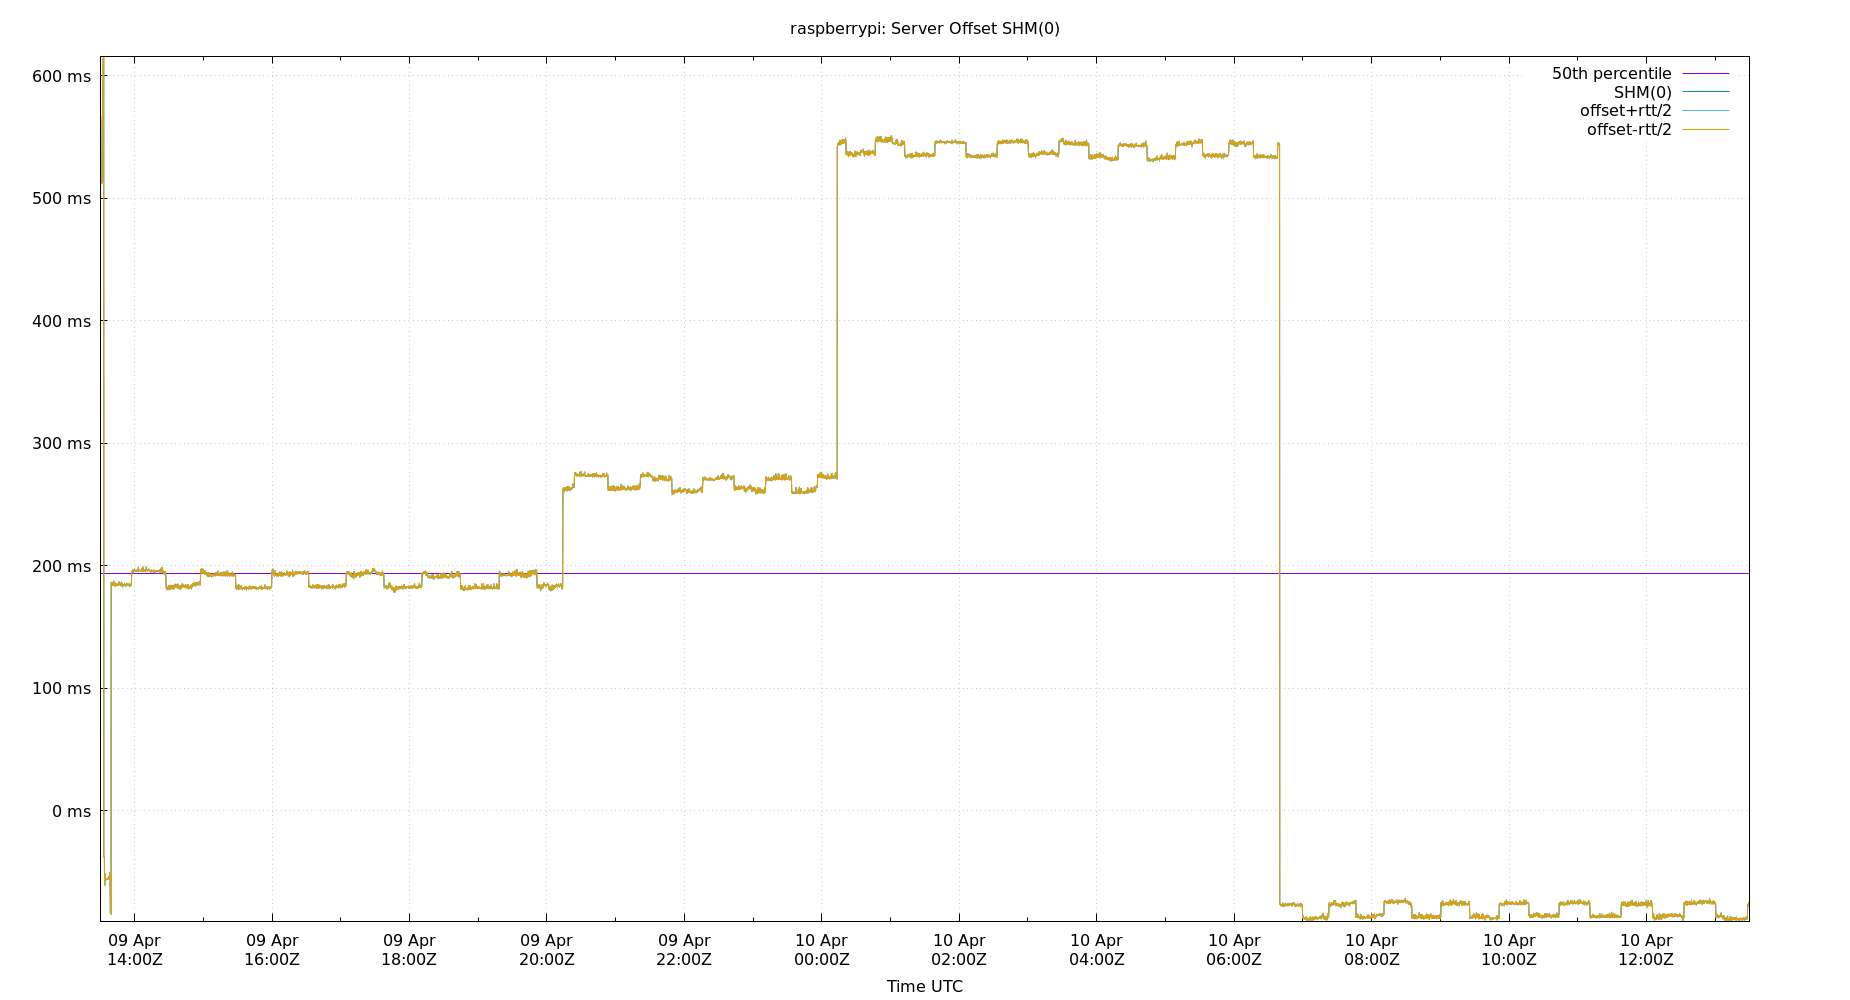 raspberrypi: Server Offset SHM(0)
600 ms
500 ms
400 ms
300 ms
200 ms
100 ms
0 ms
50th percentile
SHM(0)
offset+rtt/2
offset-rtt/2
09 Apr 09 Apr 09 Apr 09 Apr 09 Apr 10 Apr 10 Apr 10 Apr 10 Apr 10 Apr 10 Apr 10 Apr
14:00Z 16:00Z 18:00Z 20:00Z 22:00Z 00:00Z 02:00Z 04:00Z 06:00Z 08:00Z 10:00Z 12:00Z
Time UTC